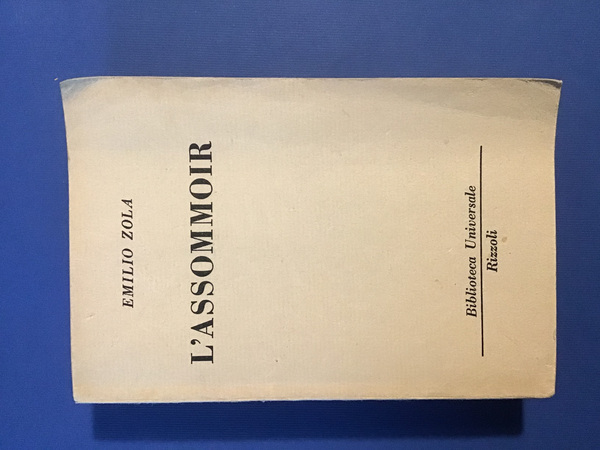 EMILIO ZOLA
L'ASSOMMOIR
Biblioteca Universale
Rizzoli